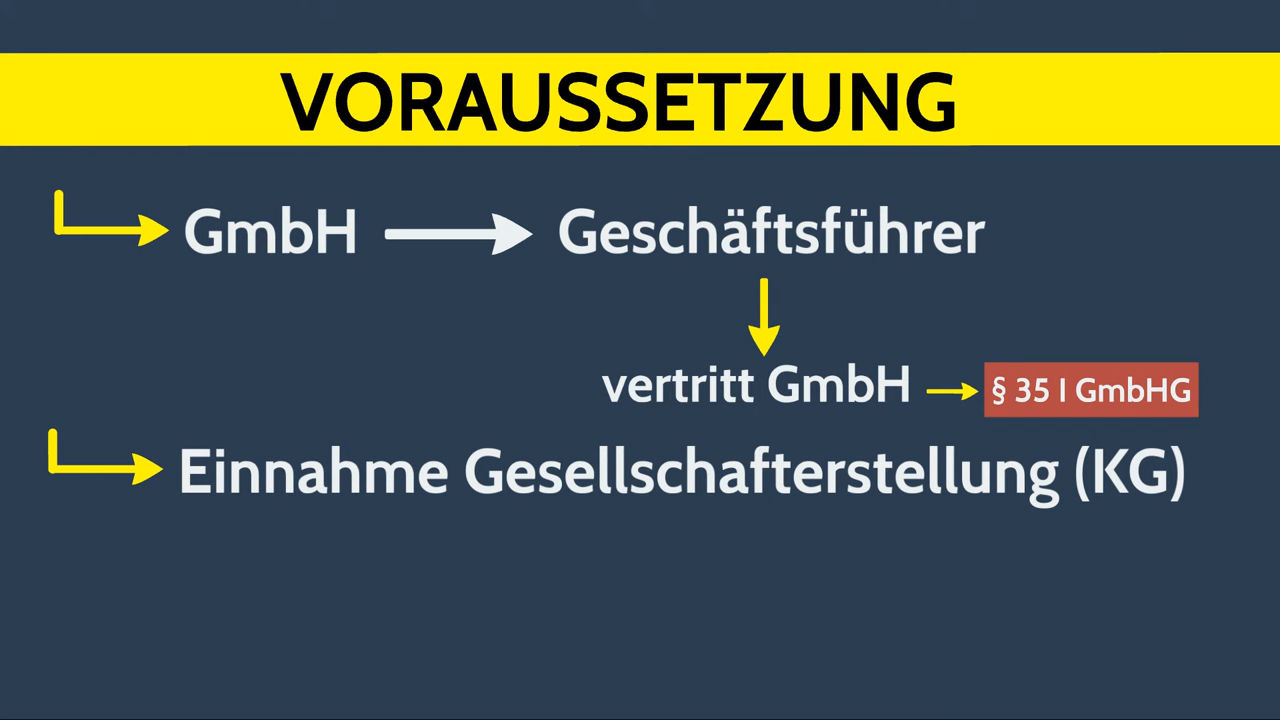 VORAUSSETZUNG
GmbH Geschäftsführer
vertritt GmbH § 35 I GmbHG
Einnahme Gesellschafterstellung (KG)